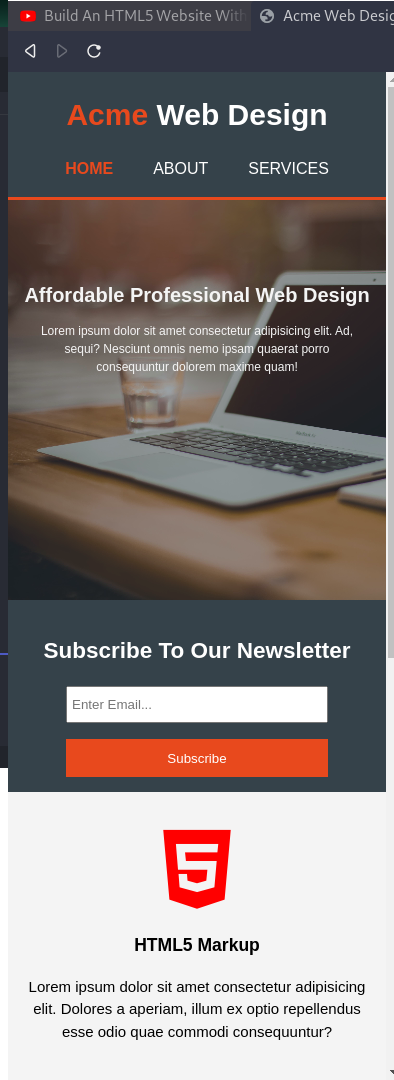 Build An HTML5 Website With
Acme Web Desig
Acme Web Design
HOME ABOUT SERVICES
Affordable Professional Web Design
Lorem ipsum dolor sit amet consectetur adipisicing elit. Ad,
sequi? Nesciunt omnis nemo ipsam quaerat porro
consequuntur dolorem maxime quam!
Subscribe To Our Newsletter
Enter Email...
Subscribe
5
HTML5 Markup
Lorem ipsum dolor sit amet consectetur adipisicing
elit. Dolores a aperiam, illum ex optio repellendus
esse odio quae commodi consequuntur?